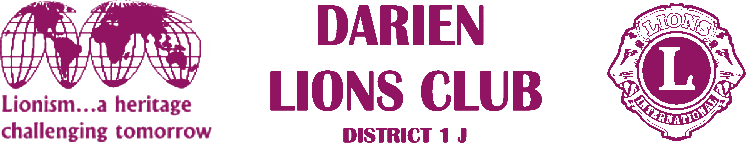 Lionism...a heritage
challenging tomorrow
DARIEN
LIONS CLUB
DISTRICT 1 J
LIONS
L
INTERNATIONAL